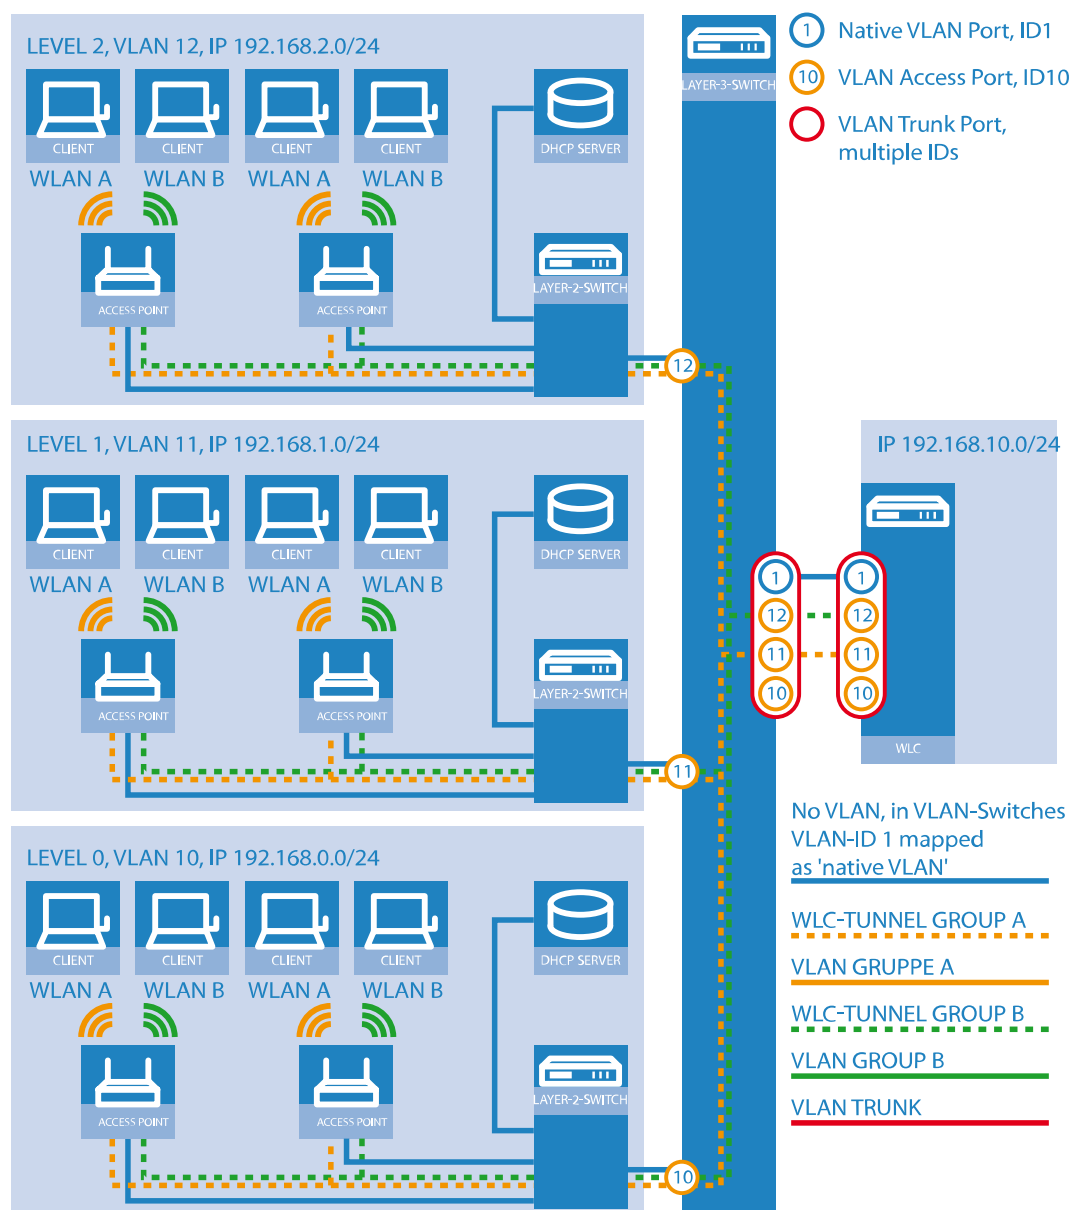 LEVEL 2, VLAN 12, IP 192.168.2.0/24
CLIENT CLIENT CLIENT CLIENT DHCP SERVER
WLAN A WLAN B WLAN A WLAN B
LAYER-2-SWITCH
ACCESS POINT ACCESS POINT
12
LEVEL 1, VLAN 11, IP 192.168.1.0/24
CLIENT CLIENT CLIENT CLIENT DHCP SERVER
WLAN A WLAN B WLAN A WLAN B
LAYER-2-SWITCH
ACCESS POINT ACCESS POINT
11
LEVEL 0, VLAN 10, IP 192.168.0.0/24
CLIENT CLIENT CLIENT CLIENT DHCP SERVER
WLAN A WLAN B WLAN A WLAN B
LAYER-2-SWITCH
ACCESS POINT ACCESS POINT
10
LAYER-3-SWITCH
1 Native VLAN Port, ID1
10 VLAN Access Port, ID10
VLAN Trunk Port,
multiple IDs
IP 192.168.10.0/24
1 1
12 12
11 11
10 10
WLC
No VLAN, in VLAN-Switches
VLAN-ID 1 mapped
as 'native VLAN'
WLC-TUNNEL GROUP A
VLAN GRUPPE A
WLC-TUNNEL GROUP B
VLAN GROUP B
VLAN TRUNK